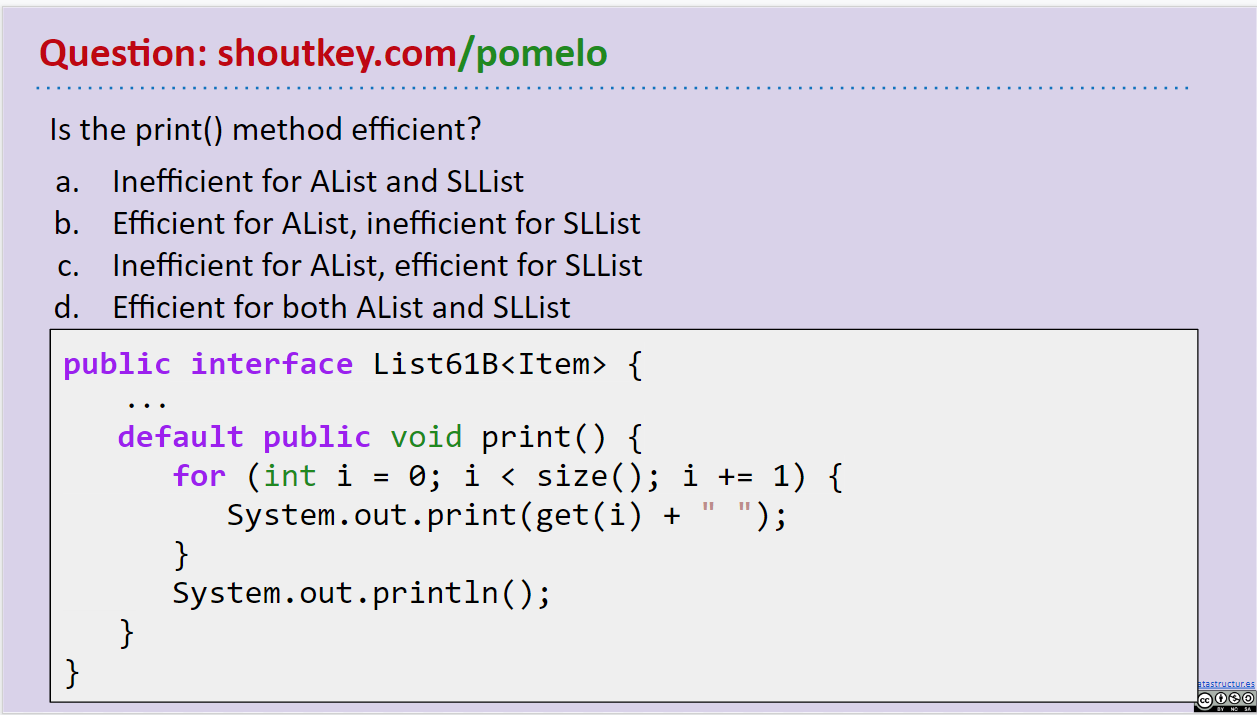 Question: shoutkey.com/pomelo
Is the print() method efficient?
a. Inefficient for AList and SLList
b. Efficient for AList, inefficient for SLList
c. Inefficient for AList, efficient for SLList
d. Efficient for both AList and SLList
public interface List61B<Item> {
...
default public void print() {
for (int i = 0; i < size(); i += 1) {
System.out.print(get(i) + " ");
}
System.out.println();
}
}
atastructur.es
cc
BY NC SA